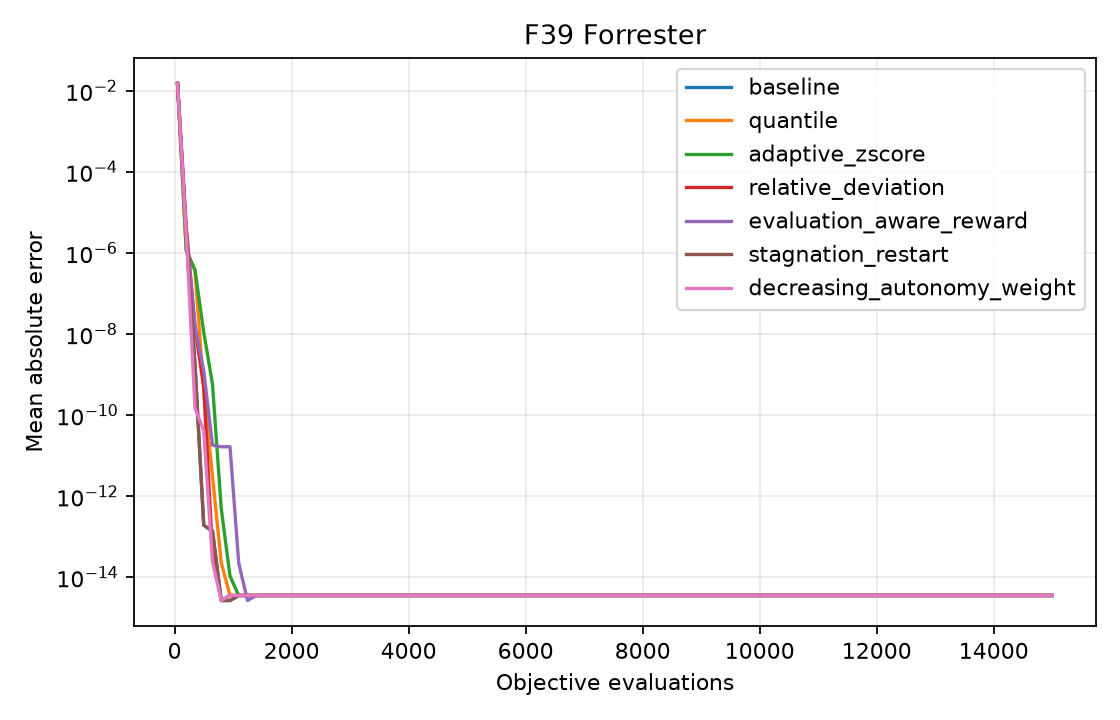 F39 Forrester
Mean absolute error
10⁻²
10⁻⁴
10⁻⁶
10⁻⁸
10⁻¹⁰
10⁻¹²
10⁻¹⁴
baseline
quantile
adaptive_zscore
relative_deviation
evaluation_aware_reward
stagnation_restart
decreasing_autonomy_weight
0 2000 4000 6000 8000 10000 12000 14000
Objective evaluations